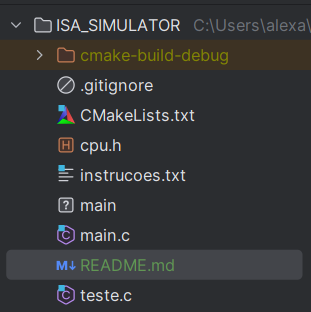 ISA_SIMULATOR C:\Users\alexa\
cmake-build-debug
.gitignore
CMakeLists.txt
cpu.h
H
instrucoes.txt
? main
C main.c
M↓ README.md
C teste.c